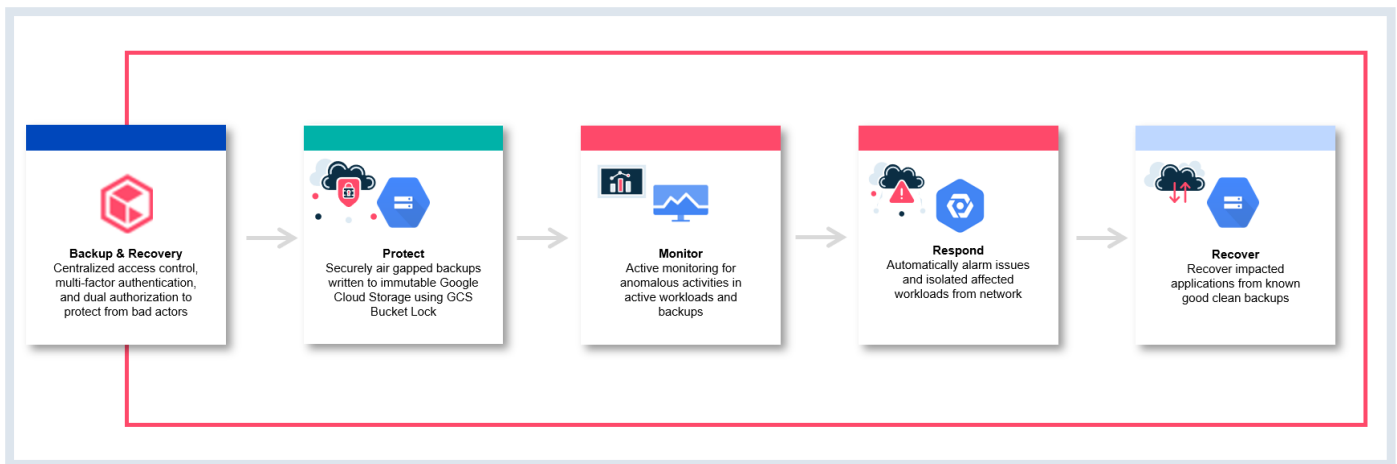 Backup & Recovery
Centralized access control,
multi-factor authentication,
and dual authorization to
protect from bad actors
Protect
Securely air gapped backups
written to immutable Google
Cloud Storage using GCS
Bucket Lock
Monitor
Active monitoring for
anomalous activities in
active workloads and
backups
Respond
Automatically alarm issues
and isolated affected
workloads from network
Recover
Recover impacted
applications from known
good clean backups